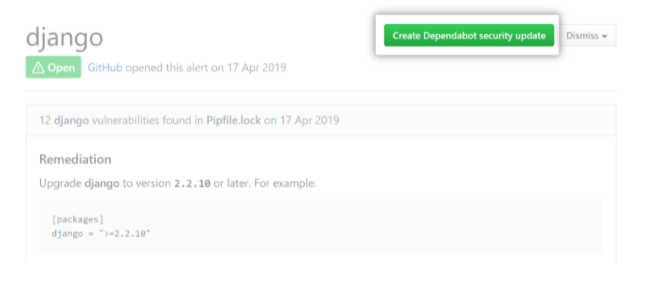 django
Create Dependabot security update
Dismiss
Open GitHub opened this alert on 17 Apr 2019
12 django vulnerabilities found in Pipfile.lock on 17 Apr 2019
Remediation
Upgrade django to version 2.2.10 or later. For example:
[packages]
django = ">=2.2.10"